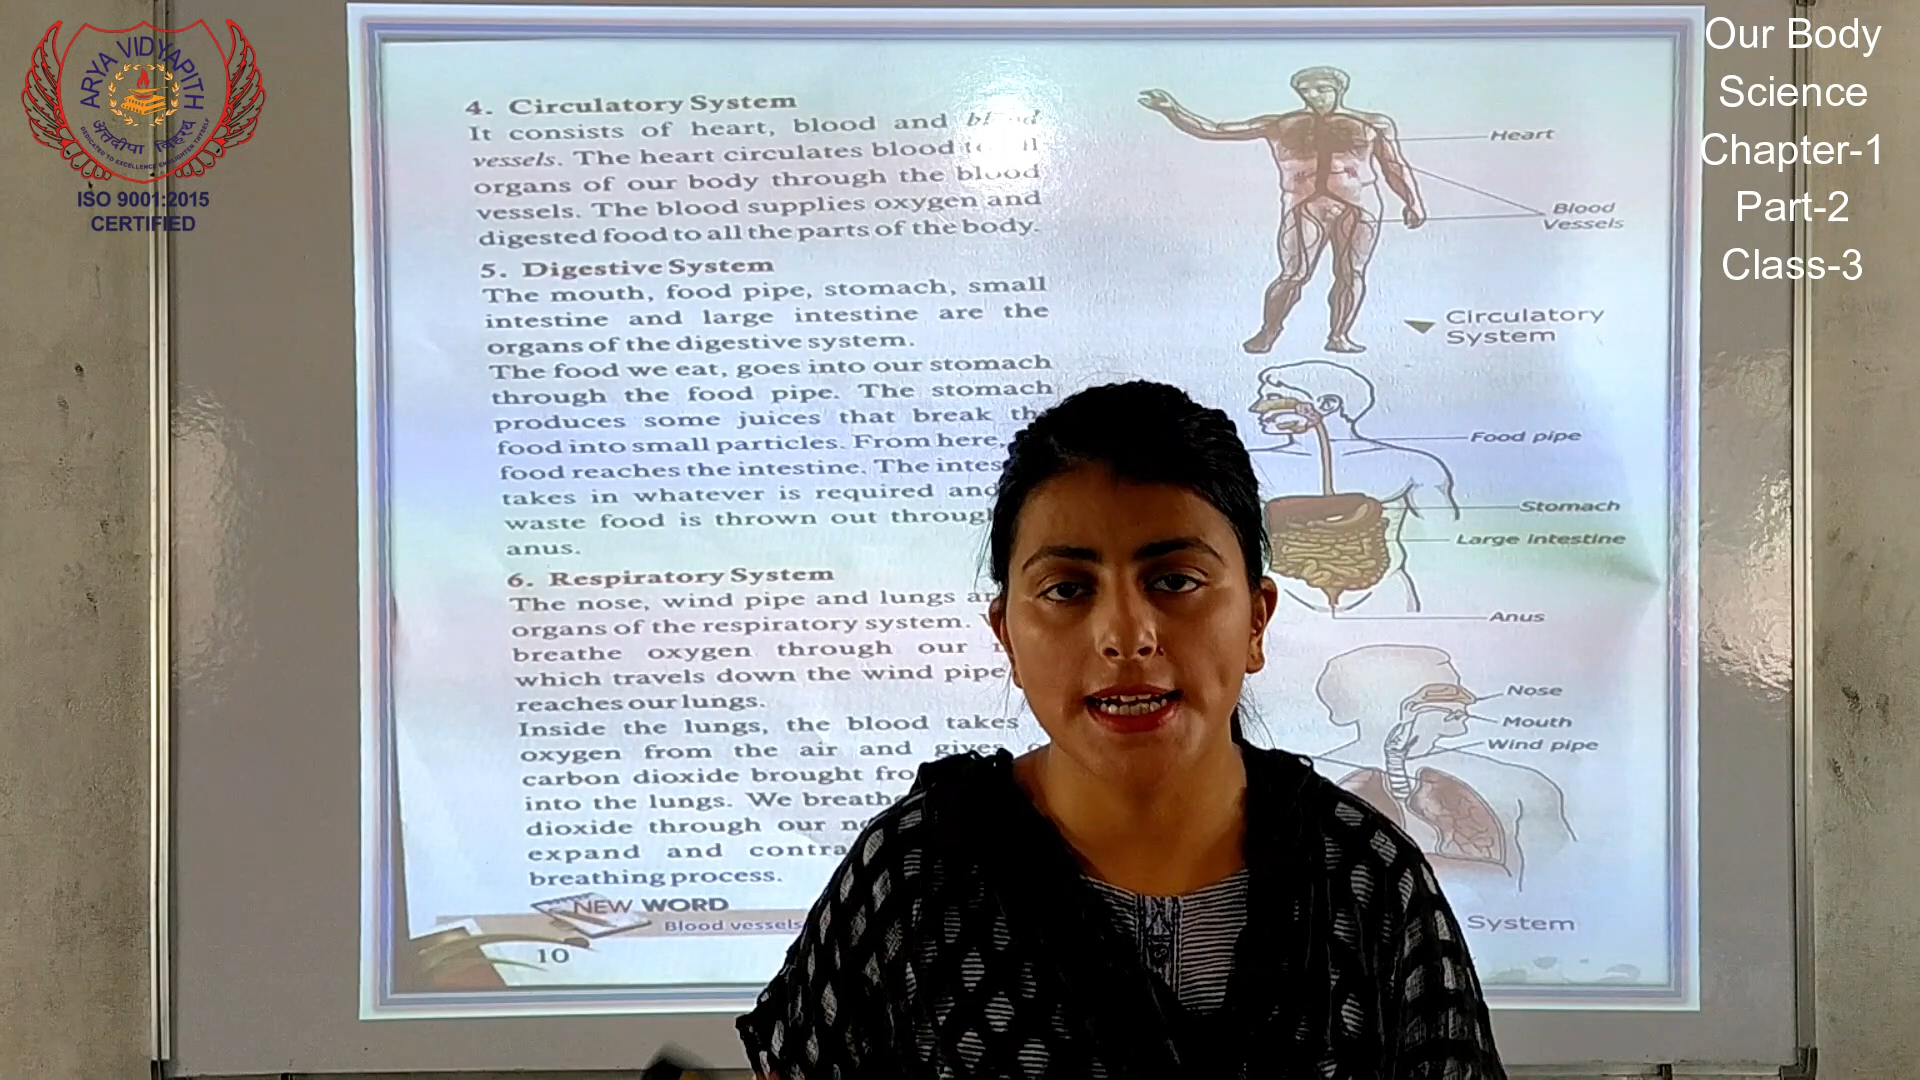 ARYA VIDYAPITH
ISO 9001:2015
CERTIFIED
Our Body
Science
Chapter-1
Part-2
Class-3
4. Circulatory System
It consists of heart, blood and blood
vessels. The heart circulates blood to all
organs of our body through the blood
vessels. The blood supplies oxygen and
digested food to all the parts of the body.
5. Digestive System
The mouth, food pipe, stomach, small
intestine and large intestine are the
organs of the digestive system.
The food we eat, goes into our stomach
through the food pipe. The stomach
produces some juices that break
food into small particles. From here,
food reaches the intestine. The
takes in whatever is required and
waste food is thrown out through
anus.
6. Respiratory System
The nose, wind pipe and lungs
organs of the respiratory system.
breathe oxygen through our
which travels down the wind pipe
reaches our lungs.
Inside the lungs, the blood takes
oxygen from the air and gives
carbon dioxide brought
into the lungs. We breathe
dioxide through our
expand and
breathing process.
NEW WORD
Blood vessels
10
Heart
Blood
Vessels
Circulatory
System
Food pipe
Stomach
Large Intestine
Anus
Nose
Mouth
Wind pipe
System